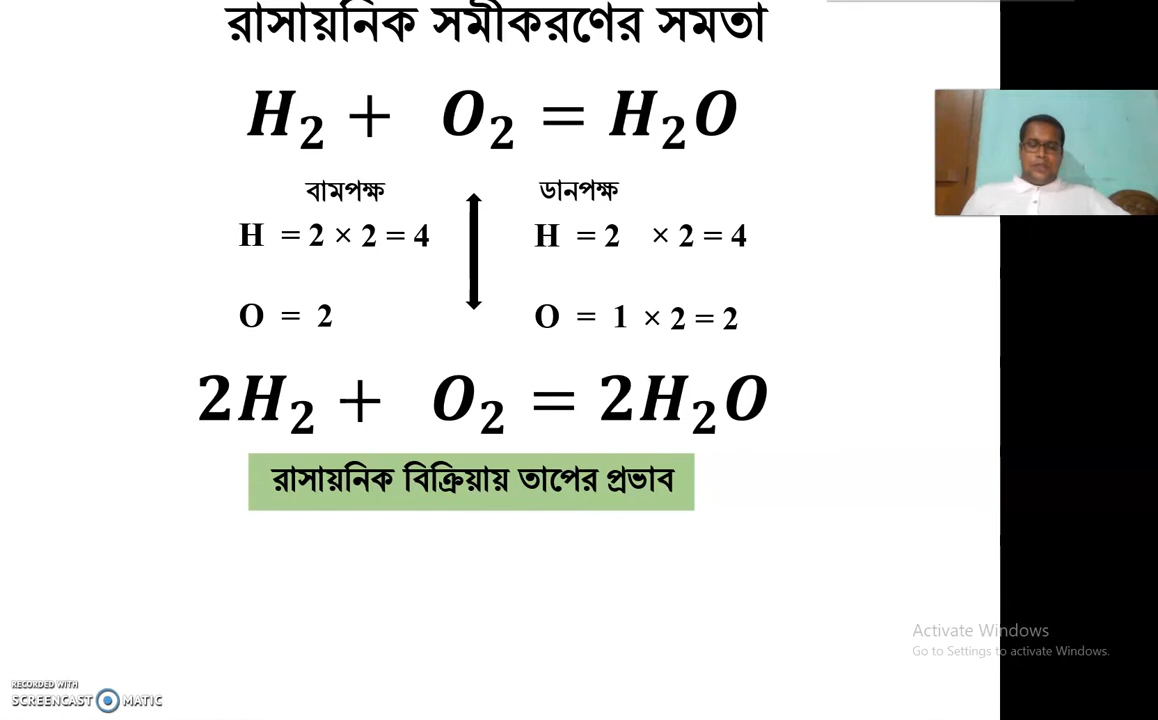 রাসায়নিক সমীকরণের সমতা
H₂ + O₂ = H₂O
বামপক্ষ ডানপক্ষ
H = 2 × 2 = 4 H = 2 × 2 = 4
O = 2 O = 1 × 2 = 2
2H₂ + O₂ = 2H₂O
রাসায়নিক বিক্রিয়ায় তাপের প্রভাব
Activate Windows
Go to Settings to activate Windows.
RECORDED WITH
SCREENCAST MATIC